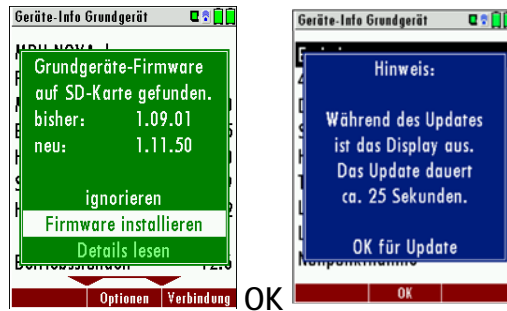 Geräte-Info Grundgerät
Grundgeräte-Firmware
auf SD-Karte gefunden.
bisher: 1.09.01
neu: 1.11.50
ignorieren
Firmware installieren
Details lesen
Optionen Verbindung
OK
Geräte-Info Grundgerät
Hinweis:
Während des Updates
ist das Display aus.
Das Update dauert
ca. 25 Sekunden.
OK für Update
OK